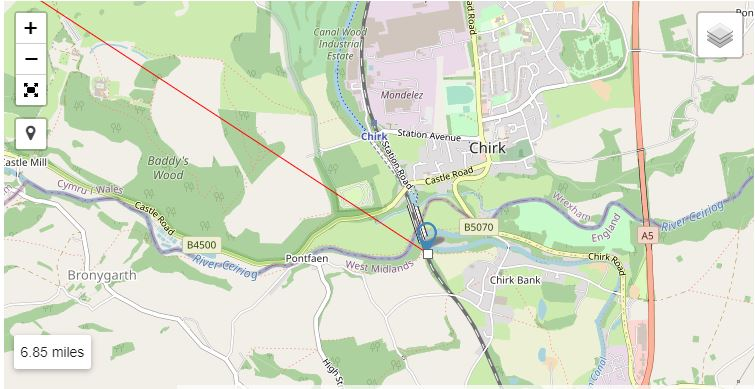 +
−
Canal Wood
Industrial
Estate
Castle Road
Mondelez
Chirk
Station Avenue
Station Road
Chirk
Castle Road
Castle Mill
Baddy's
Wood
Cymru / Wales
Castle Road
B4500
River Ceiriog
Pontfaen
West Midlands
Bronygarth
B5070
Wrexham
England
River Ceiriog
A5
Chirk Road
Chirk Bank
6.85 miles